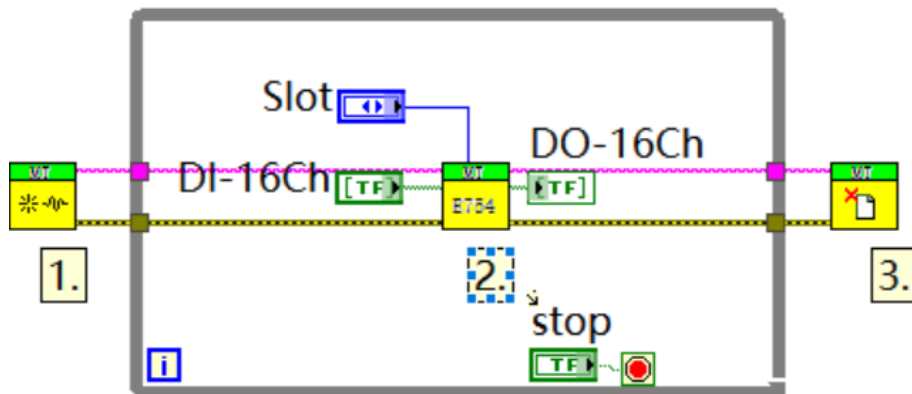 Slot
DI-16Ch
[TF]
DO-16Ch
[TF]
VI
VI
E754
VI
1.
2.
3.
stop
TF
i